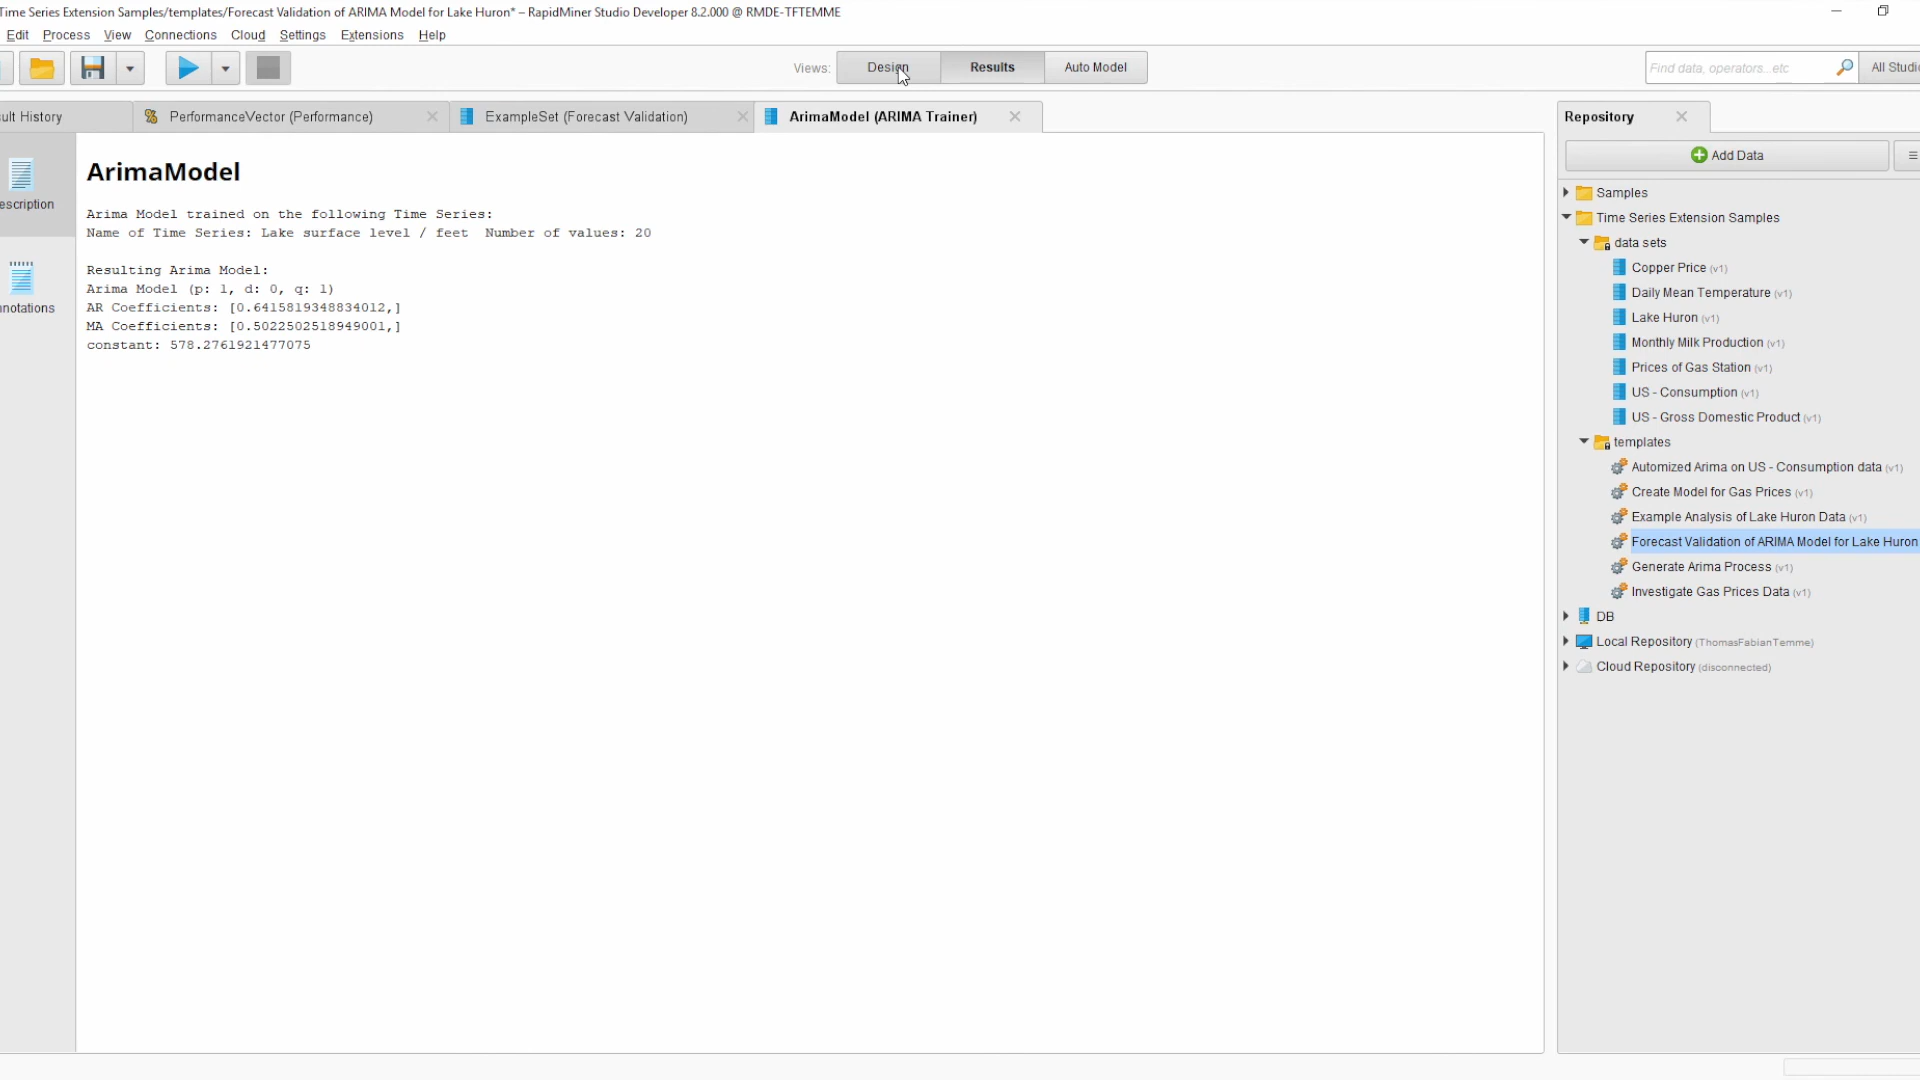 Time Series Extension Samples/templates/Forecast Validation of ARIMA Model for Lake Huron* – RapidMiner Studio Developer 8.2.000 @ RMDE-TFTEMME
Edit Process View Connections Cloud Settings Extensions Help
Views: Design Results Auto Model
Find data, operators...etc
All Studi
ult History
PerformanceVector (Performance)
ExampleSet (Forecast Validation)
ArimaModel (ARIMA Trainer)
Repository
escription
notations
ArimaModel
Arima Model trained on the following Time Series:
Name of Time Series: Lake surface level / feet  Number of values: 20
Resulting Arima Model:
Arima Model (p: 1, d: 0, q: 1)
AR Coefficients: [0.6415819348834012,]
MA Coefficients: [0.5022502518949001,]
constant: 578.2761921477075
Add Data
Samples
Time Series Extension Samples
data sets
Copper Price (v1)
Daily Mean Temperature (v1)
Lake Huron (v1)
Monthly Milk Production (v1)
Prices of Gas Station (v1)
US - Consumption (v1)
US - Gross Domestic Product (v1)
templates
Automized Arima on US - Consumption data (v1)
Create Model for Gas Prices (v1)
Example Analysis of Lake Huron Data (v1)
Forecast Validation of ARIMA Model for Lake Huron
Generate Arima Process (v1)
Investigate Gas Prices Data (v1)
DB
Local Repository (ThomasFabianTemme)
Cloud Repository (disconnected)